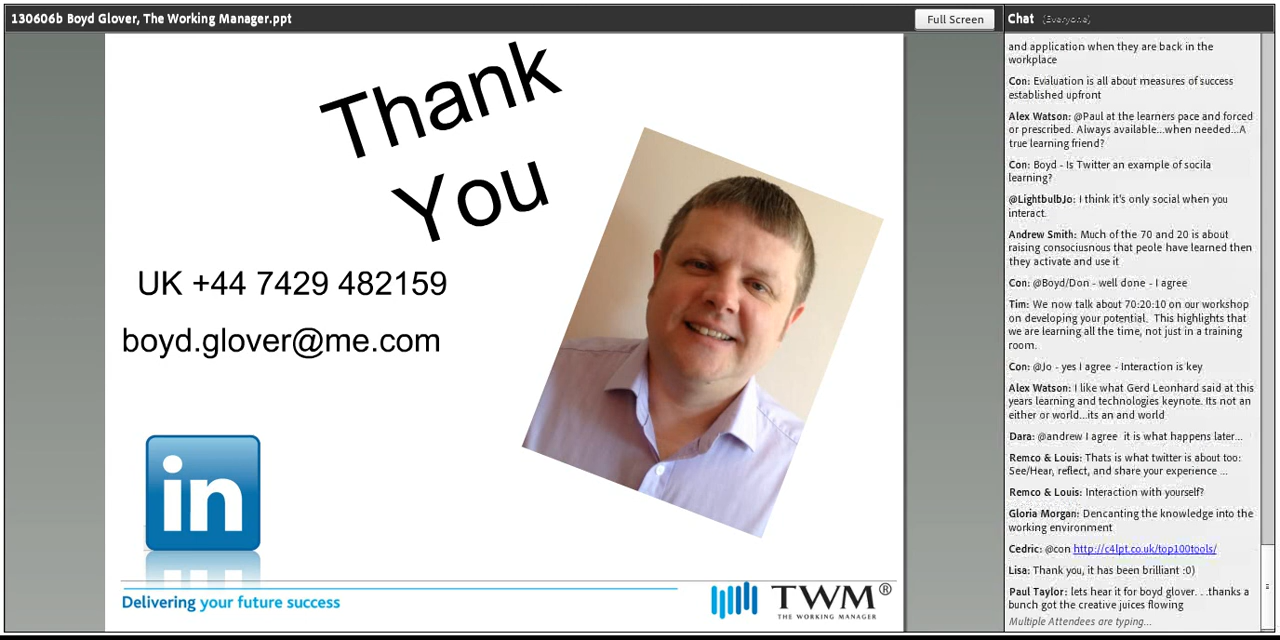 130606b Boyd Glover, The Working Manager.ppt
Full Screen
Thank
You
UK +44 7429 482159
boyd.glover@me.com
in
Delivering your future success
TWM®
THE WORKING MANAGER
Chat (Everyone)
and application when they are back in the
workplace
Con: Evaluation is all about measures of success
established upfront
Alex Watson: @Paul at the learners pace and forced
or prescribed. Always available...when needed...A
true learning friend?
Con: Boyd - Is Twitter an example of socila
learning?
@LightbulbJo: I think it's only social when you
interact.
Andrew Smith: Much of the 70 and 20 is about
raising consociusnous that peole have learned then
they activate and use it
Con: @Boyd/Don - well done - I agree
Tim: We now talk about 70:20:10 on our workshop
on developing your potential. This highlights that
we are learning all the time, not just in a training
room.
Con: @Jo - yes I agree - Interaction is key
Alex Watson: I like what Gerd Leonhard said at this
years learning and technologies keynote. Its not an
either or world...its an and world
Dara: @andrew I agree it is what happens later...
Remco & Louis: Thats is what twitter is about too:
See/Hear, reflect, and share your experience ...
Remco & Louis: Interaction with yourself?
Gloria Morgan: Dencanting the knowledge into the
working environment
Cedric: @con http://c4lpt.co.uk/top100tools/
Lisa: Thank you, it has been brilliant :0)
Paul Taylor: lets hear it for boyd glover. . .thanks a
bunch got the creative juices flowing
Multiple Attendees are typing...